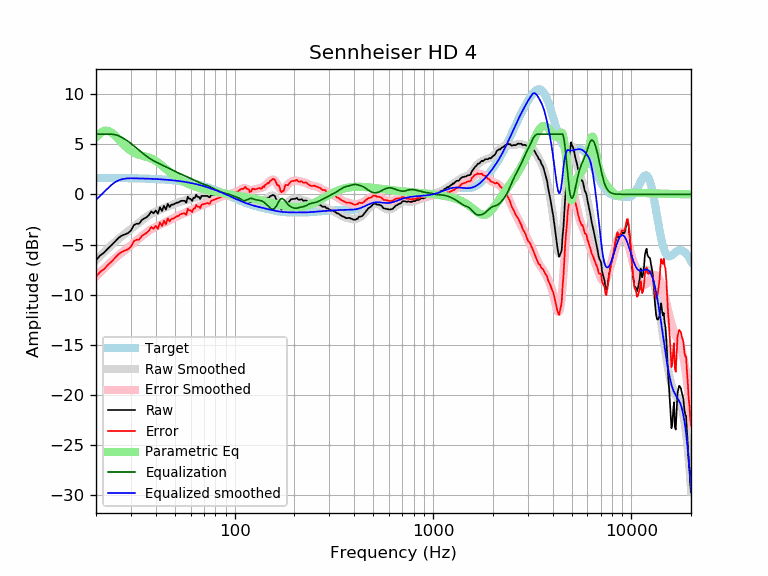 Sennheiser HD 4
Amplitude (dBr)
10
5
0
−5
−10
−15
−20
−25
−30
Target
Raw Smoothed
Error Smoothed
Raw
Error
Parametric Eq
Equalization
Equalized smoothed
100 1000 10000
Frequency (Hz)